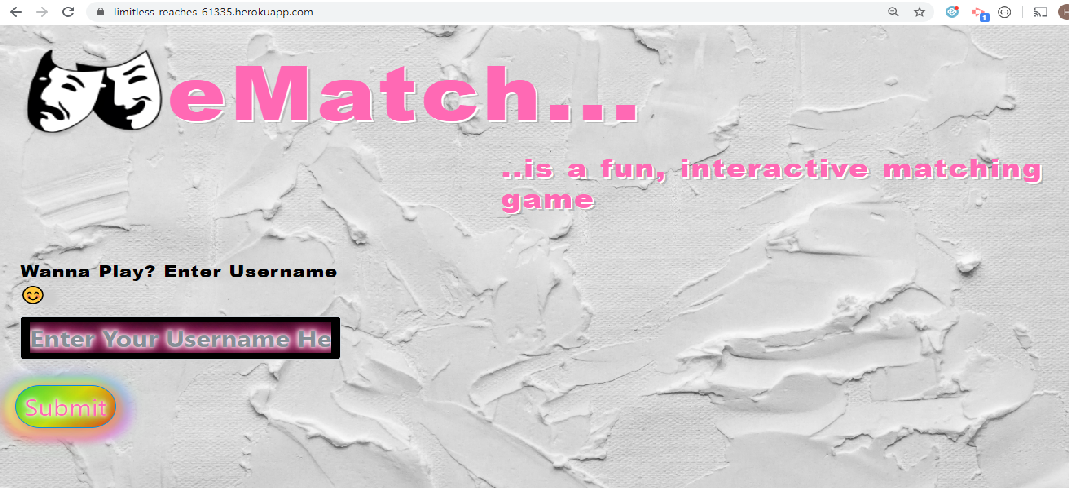 limitless-reaches-61335.herokuapp.com
eMatch...
..is a fun, interactive matching
game
Wanna Play? Enter Username
😊
Enter Your Username He
Submit